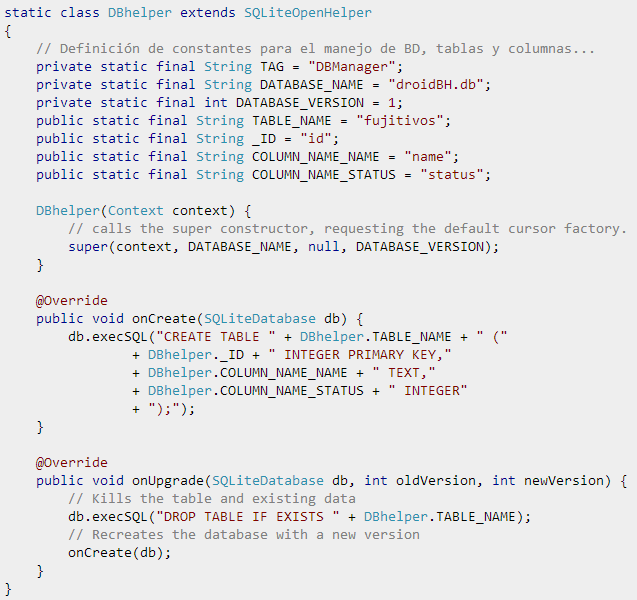 static class DBhelper extends SQLiteOpenHelper
{
    // Definición de constantes para el manejo de BD, tablas y columnas...
    private static final String TAG = "DBManager";
    private static final String DATABASE_NAME = "droidBH.db";
    private static final int DATABASE_VERSION = 1;
    public static final String TABLE_NAME = "fujitivos";
    public static final String _ID = "id";
    public static final String COLUMN_NAME_NAME = "name";
    public static final String COLUMN_NAME_STATUS = "status";

    DBhelper(Context context) {
        // calls the super constructor, requesting the default cursor factory.
        super(context, DATABASE_NAME, null, DATABASE_VERSION);
    }

    @Override
    public void onCreate(SQLiteDatabase db) {
        db.execSQL("CREATE TABLE " + DBhelper.TABLE_NAME + " ("
                + DBhelper._ID + " INTEGER PRIMARY KEY,"
                + DBhelper.COLUMN_NAME_NAME + " TEXT,"
                + DBhelper.COLUMN_NAME_STATUS + " INTEGER"
                + ");");
    }

    @Override
    public void onUpgrade(SQLiteDatabase db, int oldVersion, int newVersion) {
        // Kills the table and existing data
        db.execSQL("DROP TABLE IF EXISTS " + DBhelper.TABLE_NAME);
        // Recreates the database with a new version
        onCreate(db);
    }
}